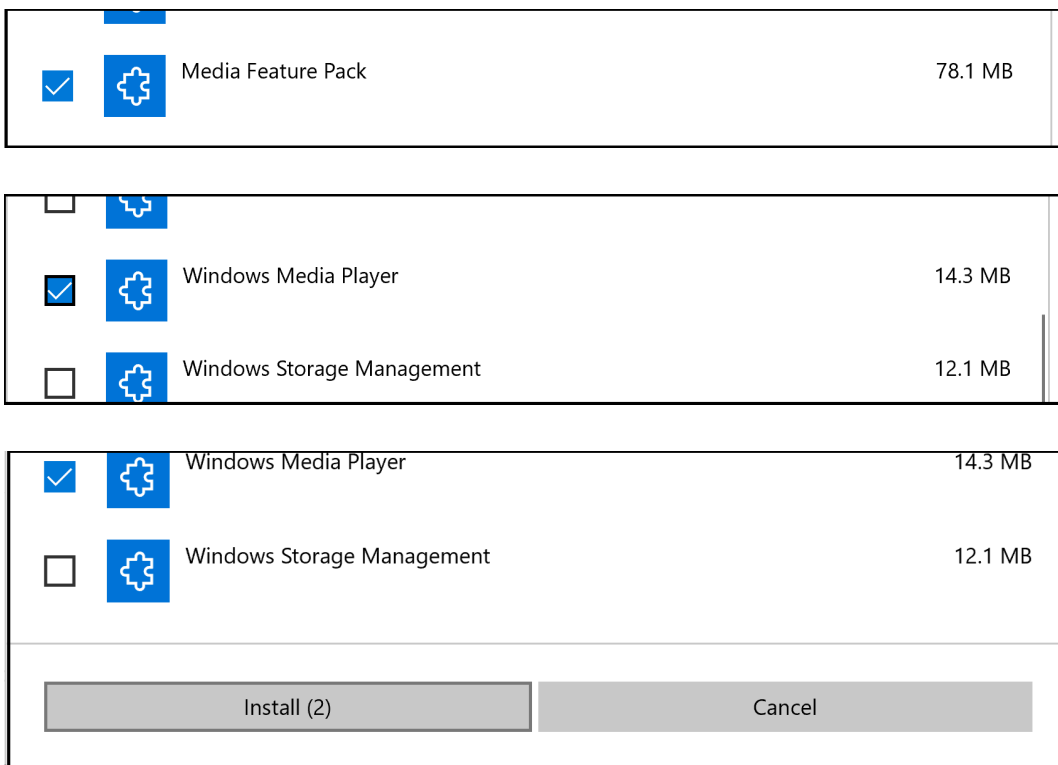 Media Feature Pack 78.1 MB
Windows Media Player 14.3 MB
Windows Storage Management 12.1 MB
Windows Media Player 14.3 MB
Windows Storage Management 12.1 MB
Install (2) Cancel